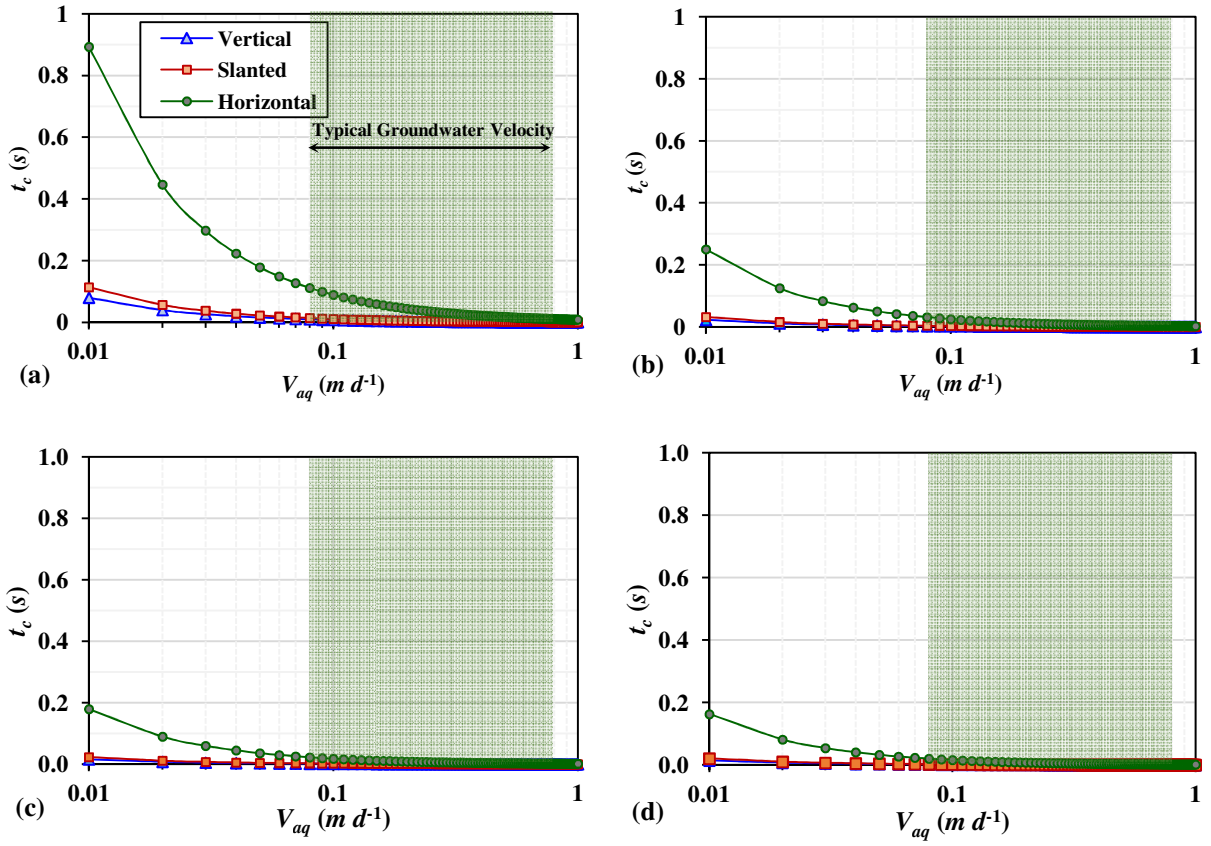 1
0.8
0.6
0.4
0.2
0
t_c (s)
Vertical
Slanted
Horizontal
Typical Groundwater Velocity
0.01
0.1
1
V_aq (m d⁻¹)
(a)
1
0.8
0.6
0.4
0.2
0
t_c (s)
0.01
0.1
1
V_aq (m d⁻¹)
(b)
1.0
0.8
0.6
0.4
0.2
0.0
t_c (s)
0.01
0.1
1
V_aq (m d⁻¹)
(c)
1.0
0.8
0.6
0.4
0.2
0.0
t_c (s)
0.01
0.1
1
V_aq (m d⁻¹)
(d)